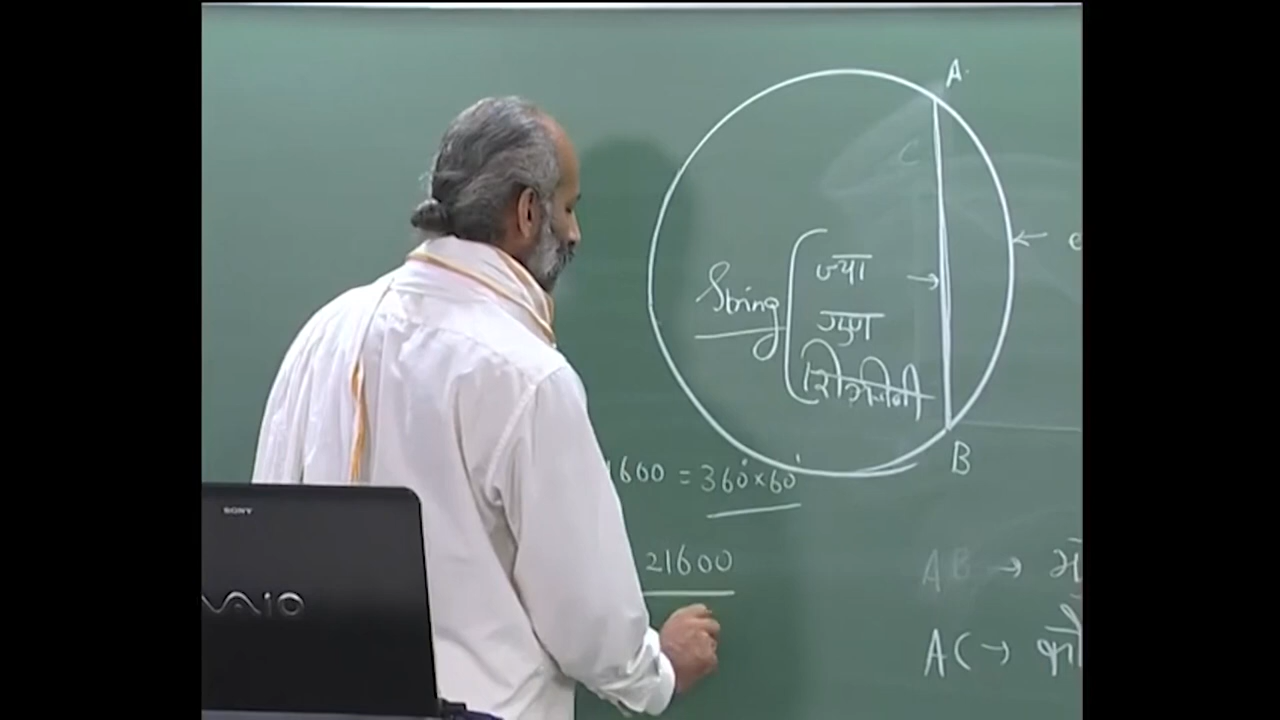 A
C
String
ज्या
गुण
शिञ्जिनी
B
1600 = 360° × 60'
21600
AB →
AC →
SONY
VAIO